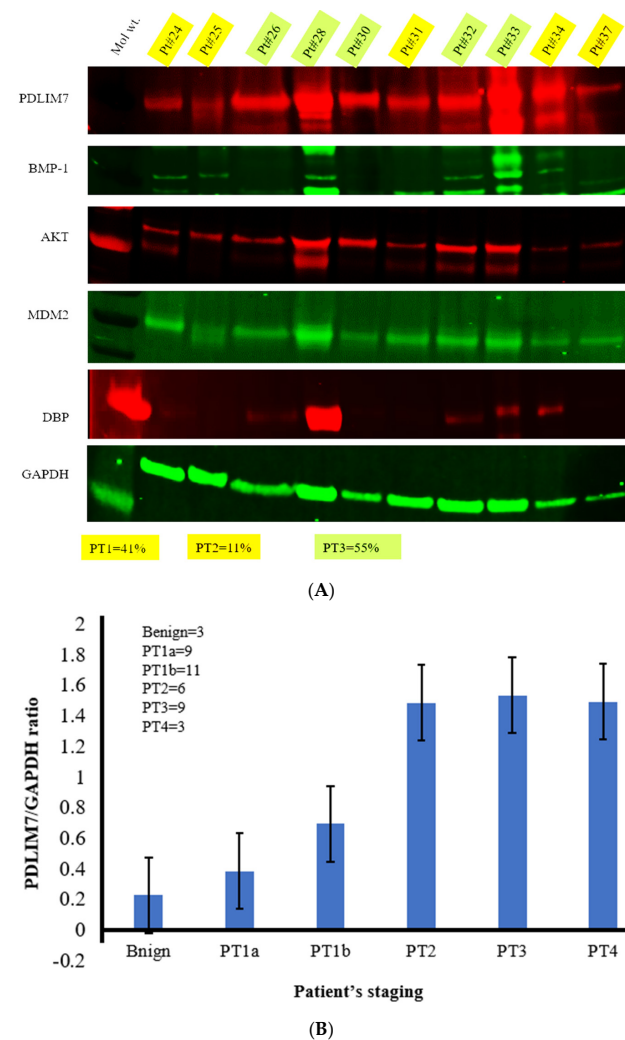 Mol wt.
Pt#24
Pt#25
Pt#26
Pt#28
Pt#30
Pt#31
Pt#32
Pt#33
Pt#34
Pt#37
PDLIM7
BMP-1
AKT
MDM2
DBP
GAPDH
PT1=41%
PT2=11%
PT3=55%
(A)
2
1.8
1.6
1.4
1.2
1
0.8
0.6
0.4
0.2
0
-0.2
PDLIM7/GAPDH ratio
Benign=3
PT1a=9
PT1b=11
PT2=6
PT3=9
PT4=3
Bnign PT1a PT1b PT2 PT3 PT4
Patient's staging
(B)